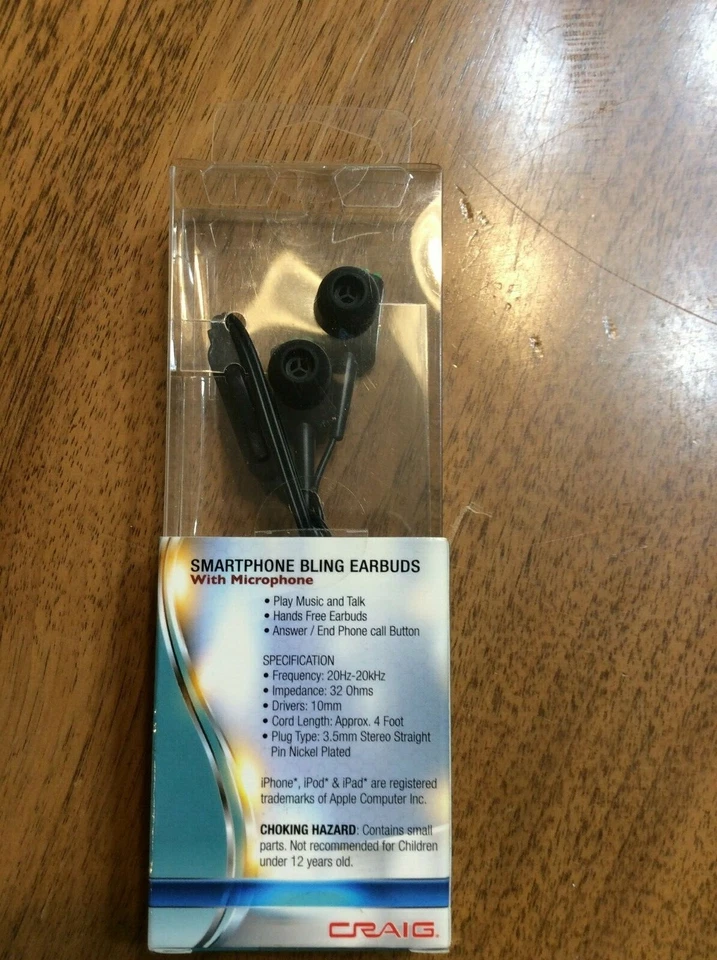 SMARTPHONE BLING EARBUDS
With Microphone
• Play Music and Talk
• Hands Free Earbuds
• Answer / End Phone call Button
SPECIFICATION
• Frequency: 20Hz-20kHz
• Impedance: 32 Ohms
• Drivers: 10mm
• Cord Length: Approx. 4 Foot
• Plug Type: 3.5mm Stereo Straight
Pin Nickel Plated
iPhone*, iPod* & iPad* are registered
trademarks of Apple Computer Inc.
CHOKING HAZARD: Contains small
parts. Not recommended for Children
under 12 years old.
CRAIG.